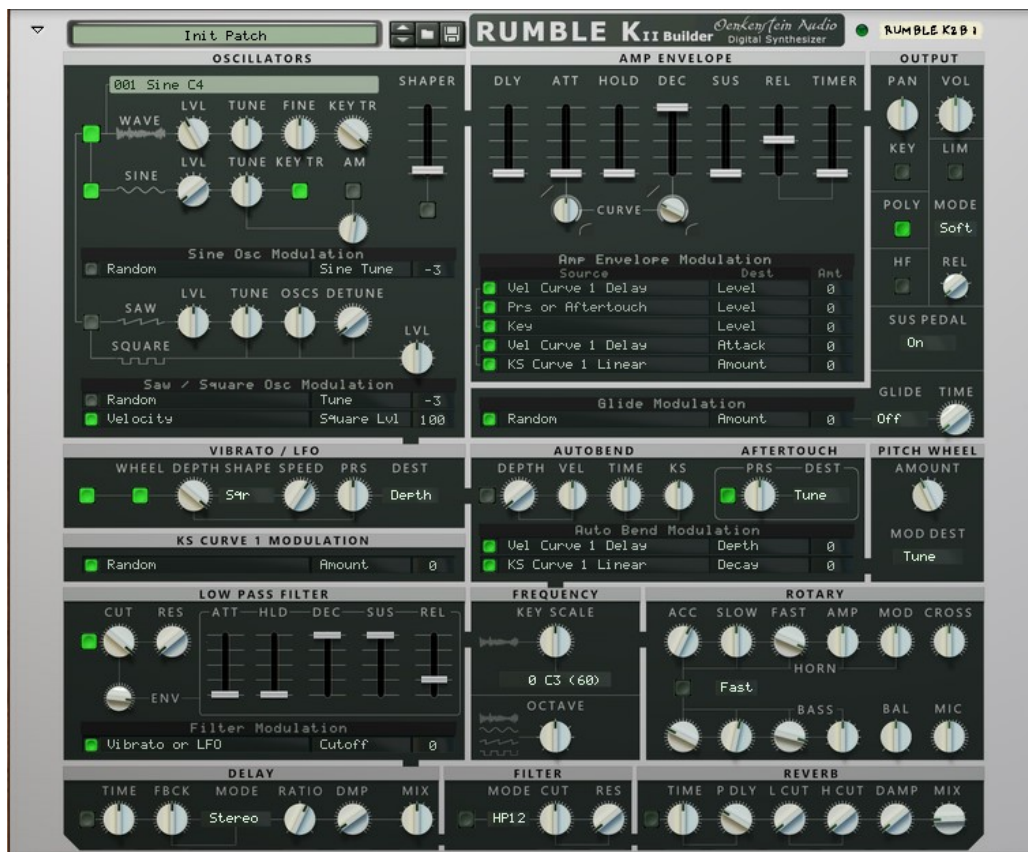 Init Patch
RUMBLE KII Builder
Oenkenstein Audio
Digital Synthesizer
RUMBLE K2B 1
OSCILLATORS
001 Sine C4
SHAPER
WAVE LVL TUNE FINE KEY TR
SINE LVL TUNE KEY TR AM
Sine Osc Modulation
Random Sine Tune -3
SAW LVL TUNE OSCS DETUNE
SQUARE LVL
Saw / Square Osc Modulation
Random Tune -3
Velocity Square Lvl 100
AMP ENVELOPE
DLY ATT HOLD DEC SUS REL TIMER
CURVE
Amp Envelope Modulation
Source Dest Amt
Vel Curve 1 Delay Level 0
Prs or Aftertouch Level 0
Key Level 0
Vel Curve 1 Delay Attack 0
KS Curve 1 Linear Amount 0
Glide Modulation
Random Amount 0
OUTPUT
PAN VOL
KEY LIM
POLY MODE
Soft
HF REL
SUS PEDAL
On
GLIDE TIME
Off
VIBRATO / LFO
WHEEL DEPTH SHAPE SPEED PRS DEST
Sqr Depth
KS CURVE 1 MODULATION
Random Amount 0
AUTOBEND AFTERTOUCH
DEPTH VEL TIME KS PRS DEST
Tune
Auto Bend Modulation
Vel Curve 1 Delay Depth 0
KS Curve 1 Linear Decay 0
PITCH WHEEL
AMOUNT
MOD DEST
Tune
LOW PASS FILTER
CUT RES ATT HLD DEC SUS REL
ENV
Filter Modulation
Vibrato or LFO Cutoff 0
FREQUENCY
KEY SCALE
0 C3 (60)
OCTAVE
ROTARY
ACC SLOW FAST AMP MOD CROSS
HORN
Fast
BASS BAL MIC
DELAY
TIME FBCK MODE RATIO DMP MIX
Stereo
FILTER
MODE CUT RES
HP12
REVERB
TIME P DLY L CUT H CUT DAMP MIX